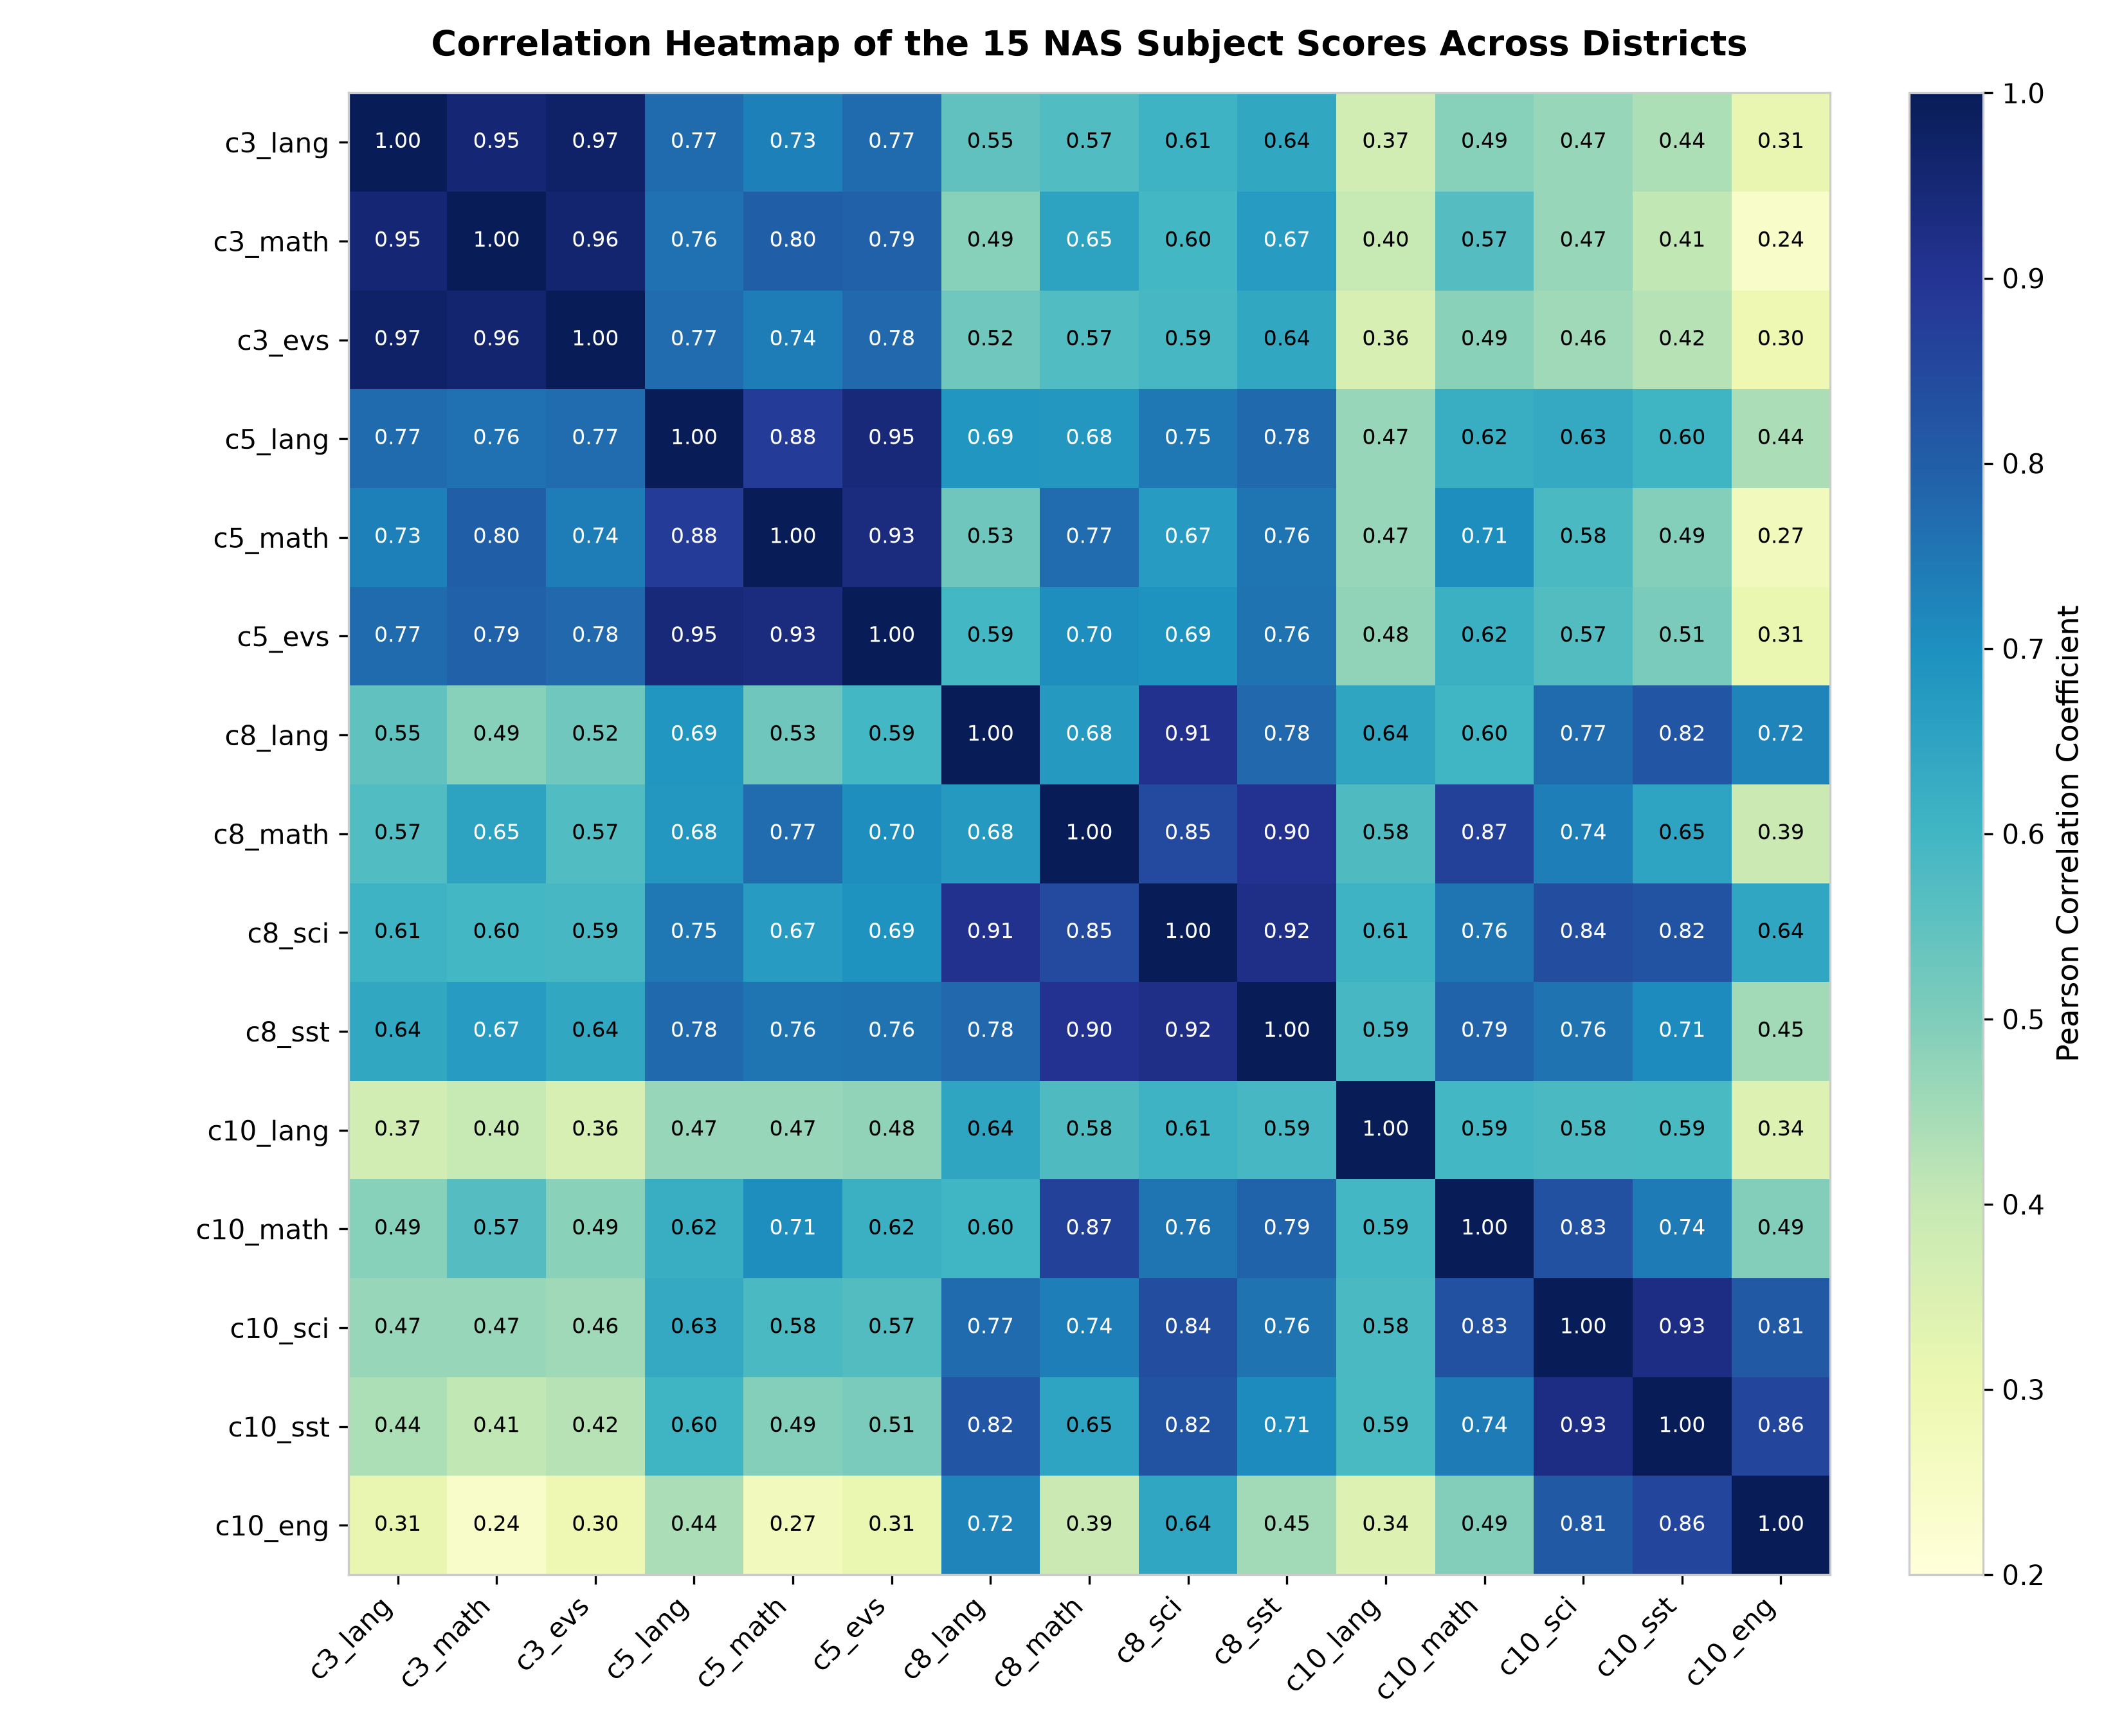 Correlation Heatmap of the 15 NAS Subject Scores Across Districts
c3_lang 1.00 0.95 0.97 0.77 0.73 0.77 0.55 0.57 0.61 0.64 0.37 0.49 0.47 0.44 0.31
c3_math 0.95 1.00 0.96 0.76 0.80 0.79 0.49 0.65 0.60 0.67 0.40 0.57 0.47 0.41 0.24
c3_evs 0.97 0.96 1.00 0.77 0.74 0.78 0.52 0.57 0.59 0.64 0.36 0.49 0.46 0.42 0.30
c5_lang 0.77 0.76 0.77 1.00 0.88 0.95 0.69 0.68 0.75 0.78 0.47 0.62 0.63 0.60 0.44
c5_math 0.73 0.80 0.74 0.88 1.00 0.93 0.53 0.77 0.67 0.76 0.47 0.71 0.58 0.49 0.27
c5_evs 0.77 0.79 0.78 0.95 0.93 1.00 0.59 0.70 0.69 0.76 0.48 0.62 0.57 0.51 0.31
c8_lang 0.55 0.49 0.52 0.69 0.53 0.59 1.00 0.68 0.91 0.78 0.64 0.60 0.77 0.82 0.72
c8_math 0.57 0.65 0.57 0.68 0.77 0.70 0.68 1.00 0.85 0.90 0.58 0.87 0.74 0.65 0.39
c8_sci 0.61 0.60 0.59 0.75 0.67 0.69 0.91 0.85 1.00 0.92 0.61 0.76 0.84 0.82 0.64
c8_sst 0.64 0.67 0.64 0.78 0.76 0.76 0.78 0.90 0.92 1.00 0.59 0.79 0.76 0.71 0.45
c10_lang 0.37 0.40 0.36 0.47 0.47 0.48 0.64 0.58 0.61 0.59 1.00 0.59 0.58 0.59 0.34
c10_math 0.49 0.57 0.49 0.62 0.71 0.62 0.60 0.87 0.76 0.79 0.59 1.00 0.83 0.74 0.49
c10_sci 0.47 0.47 0.46 0.63 0.58 0.57 0.77 0.74 0.84 0.76 0.58 0.83 1.00 0.93 0.81
c10_sst 0.44 0.41 0.42 0.60 0.49 0.51 0.82 0.65 0.82 0.71 0.59 0.74 0.93 1.00 0.86
c10_eng 0.31 0.24 0.30 0.44 0.27 0.31 0.72 0.39 0.64 0.45 0.34 0.49 0.81 0.86 1.00
c3_lang c3_math c3_evs c5_lang c5_math c5_evs c8_lang c8_math c8_sci c8_sst c10_lang c10_math c10_sci c10_sst c10_eng
1.0
0.9
0.8
0.7
0.6
0.5
0.4
0.3
0.2
Pearson Correlation Coefficient